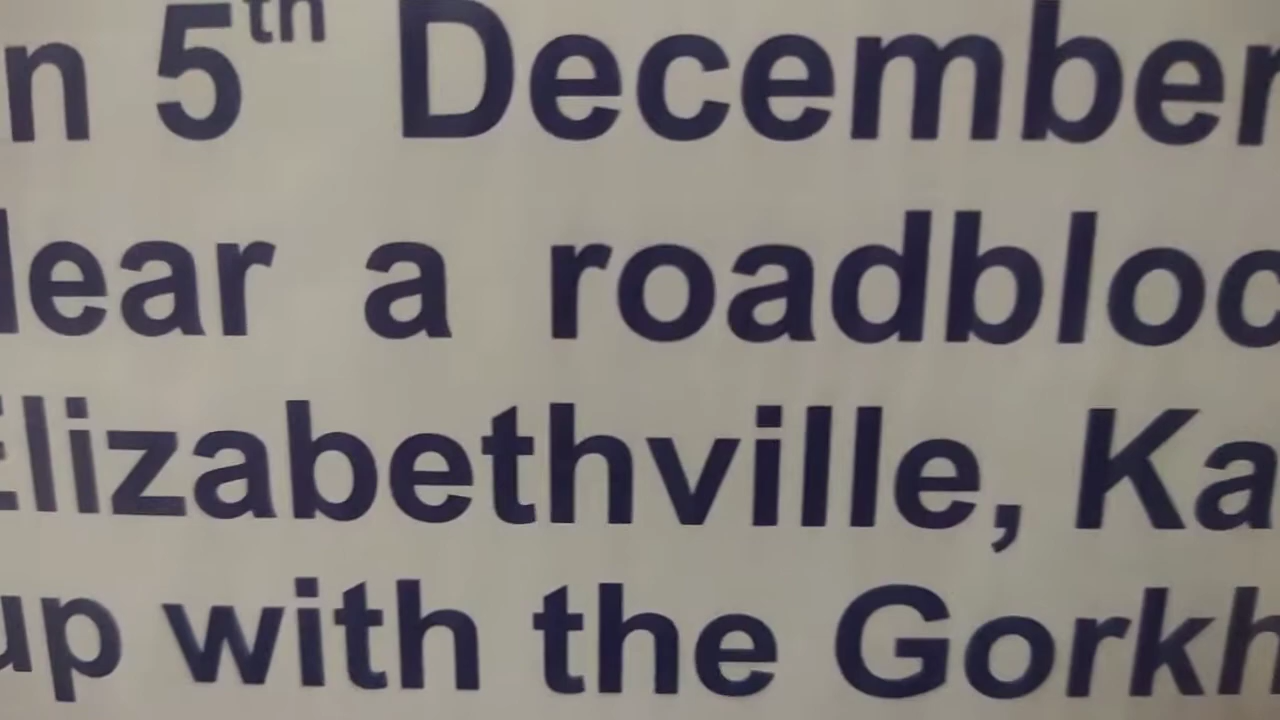 n 5th December
lear a roadbloc
Elizabethville, Ka
up with the Gorkh